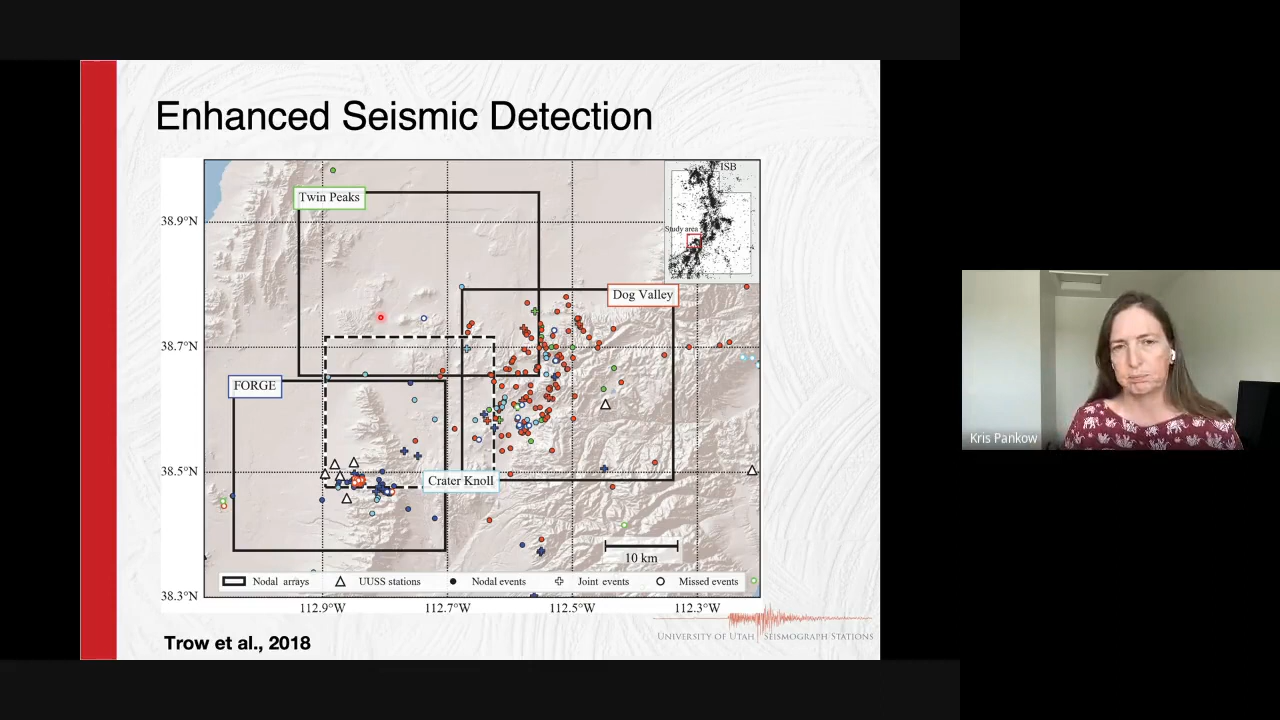 Enhanced Seismic Detection
ISB
Study area
Twin Peaks
38.9°N
Dog Valley
38.7°N
FORGE
38.5°N
Crater Knoll
10 km
Nodal arrays UUSS stations Nodal events Joint events Missed events
38.3°N
112.9°W 112.7°W 112.5°W 112.3°W
UNIVERSITY OF UTAH SEISMOGRAPH STATIONS
Trow et al., 2018
Kris Pankow